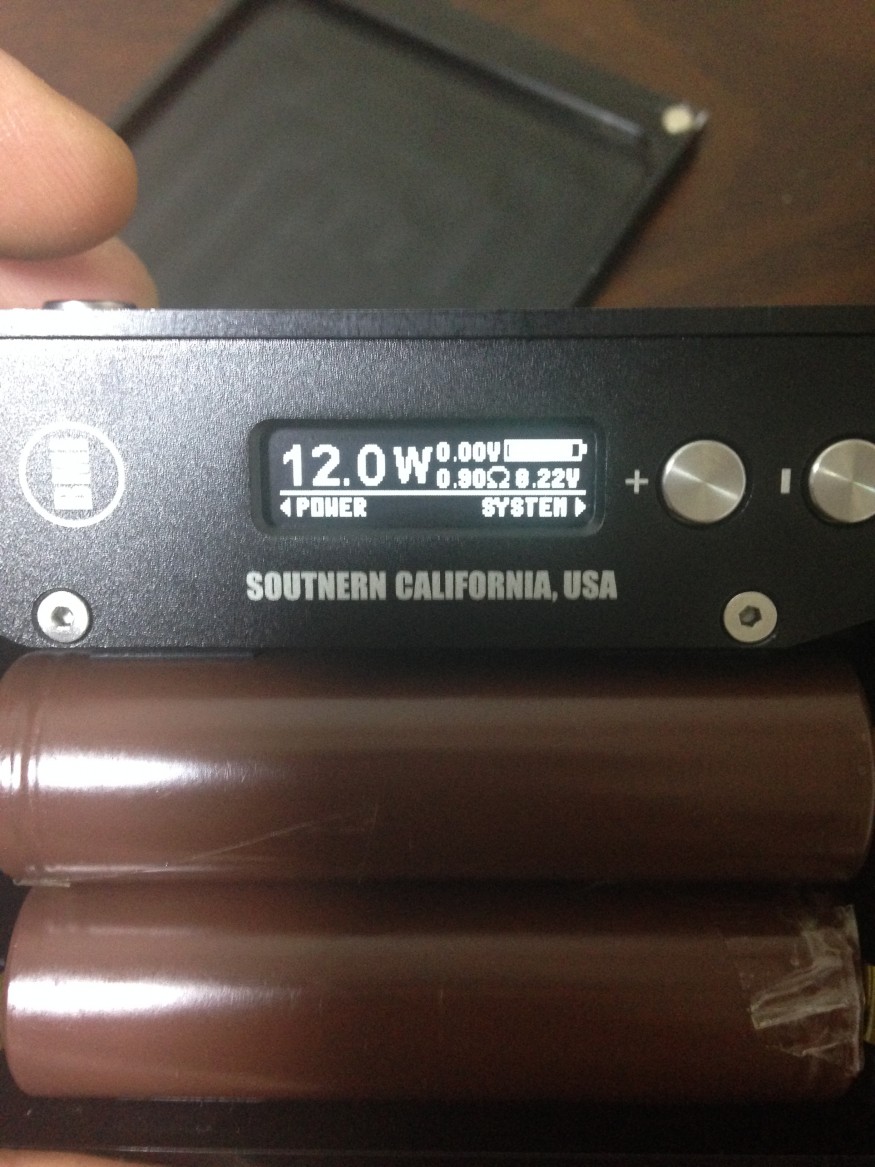 12.0W 0.00V
0.90Ω 8.22V
POWER SYSTEM
+ -
SOUTNERN CALIFORNIA, USA